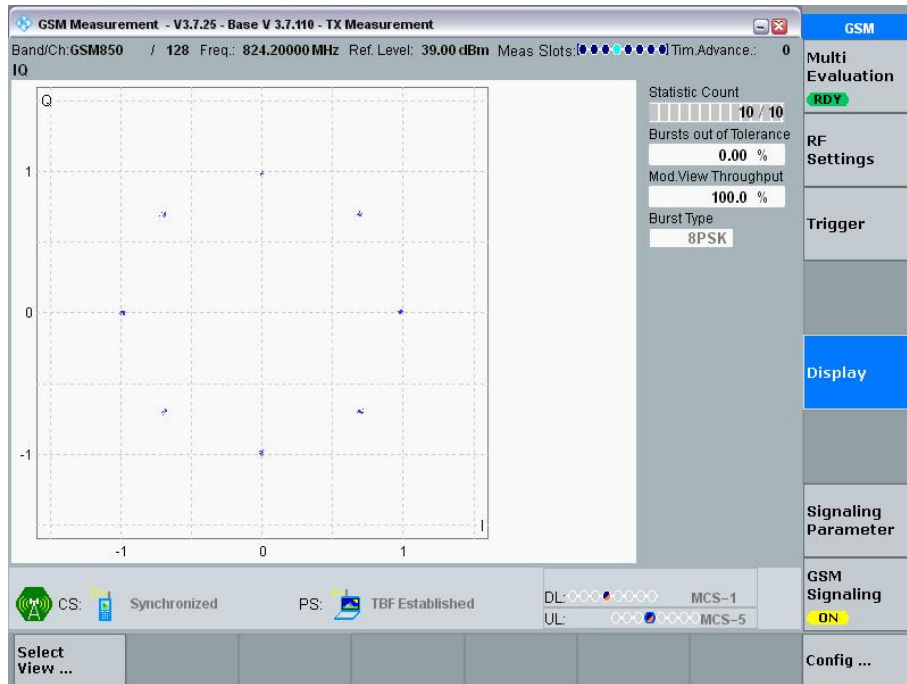 GSM Measurement - V3.7.25 - Base V 3.7.110 - TX Measurement
Band/Ch:GSM850 / 128 Freq.: 824.20000 MHz Ref. Level: 39.00 dBm Meas Slots: Tim.Advance.: 0
IQ
Q
1
0
-1
I
-1 0 1
Statistic Count
10 / 10
Bursts out of Tolerance
0.00 %
Mod.View Throughput
100.0 %
Burst Type
8PSK
CS: Synchronized
PS: TBF Established
DL: MCS-1
UL: MCS-5
Select
View ...
GSM
Multi
Evaluation
RDY
RF
Settings
Trigger
Display
Signaling
Parameter
GSM
Signaling
ON
Config ...